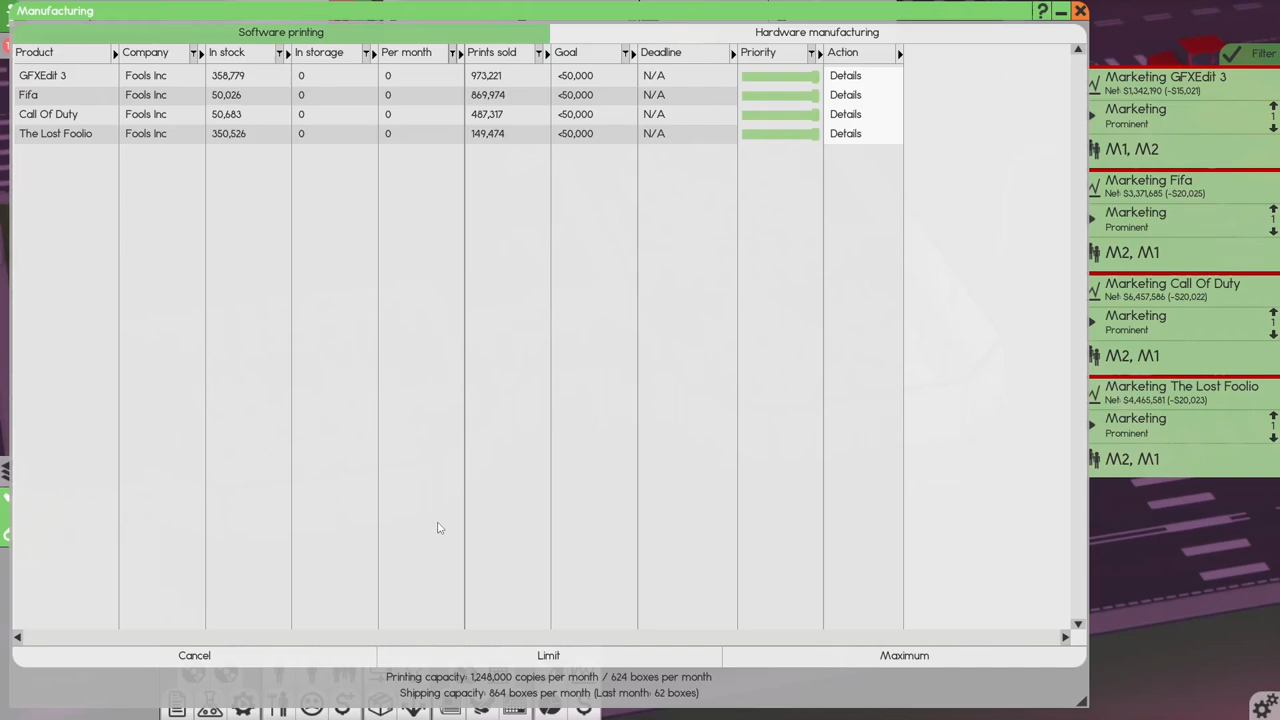 Manufacturing
?
Software printing
Hardware manufacturing
Product Company In stock In storage Per month Prints sold Goal Deadline Priority Action
GFXEdit 3 Fools Inc 358,779 0 0 973,221 <50,000 N/A Details
Fifa Fools Inc 50,026 0 0 869,974 <50,000 N/A Details
Call Of Duty Fools Inc 50,683 0 0 487,317 <50,000 N/A Details
The Lost Foolio Fools Inc 350,526 0 0 149,474 <50,000 N/A Details
Cancel Limit Maximum
Printing capacity: 1,248,000 copies per month / 624 boxes per month
Shipping capacity: 864 boxes per month (Last month: 62 boxes)
Filter
Marketing GFXEdit 3
Net: $1,342,190 (-$15,021)
Marketing
Prominent
1
M1, M2
Marketing Fifa
Net: $3,371,685 (-$20,025)
Marketing
Prominent
1
M2, M1
Marketing Call Of Duty
Net: $6,457,586 (-$20,022)
Marketing
Prominent
1
M2, M1
Marketing The Lost Foolio
Net: $4,465,581 (-$20,023)
Marketing
Prominent
1
M2, M1